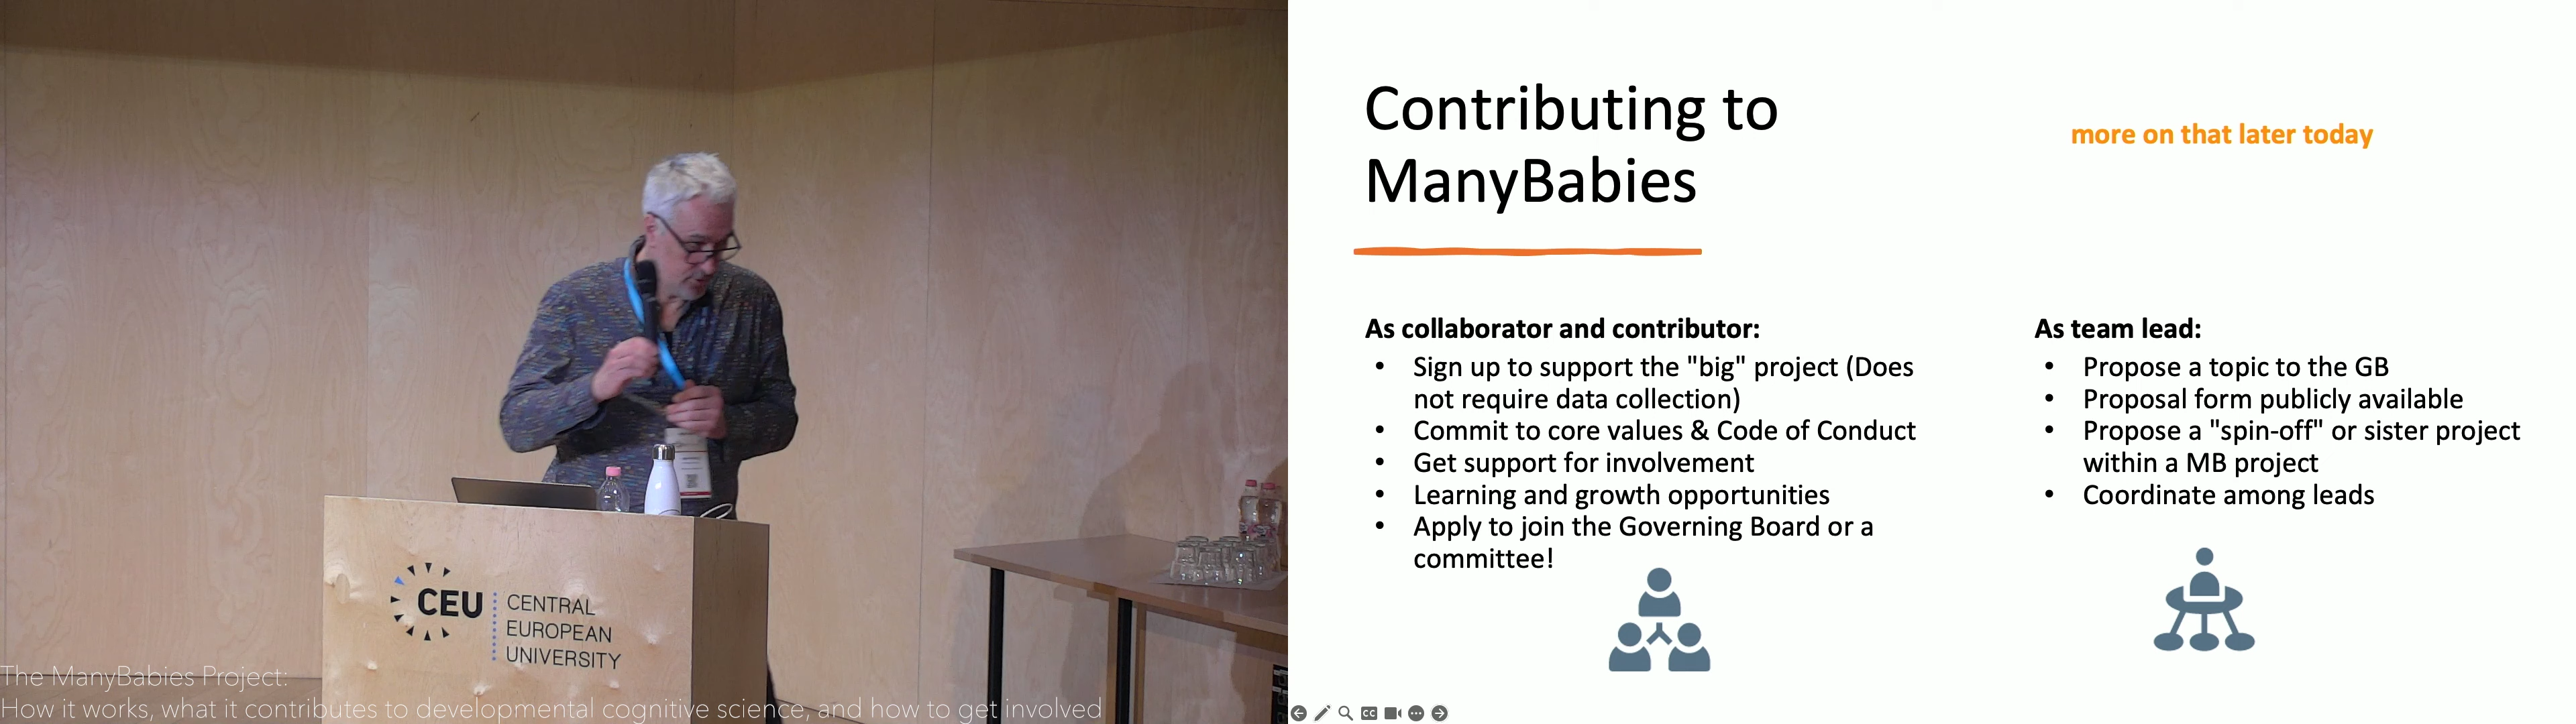 CEU
CENTRAL
EUROPEAN
UNIVERSITY
The ManyBabies Project:
How it works, what it contributes to developmental cognitive science, and how to get involved
Contributing to
ManyBabies
more on that later today
As collaborator and contributor:
• Sign up to support the "big" project (Does
not require data collection)
• Commit to core values & Code of Conduct
• Get support for involvement
• Learning and growth opportunities
• Apply to join the Governing Board or a
committee!
As team lead:
• Propose a topic to the GB
• Proposal form publicly available
• Propose a "spin-off" or sister project
within a MB project
• Coordinate among leads
CC